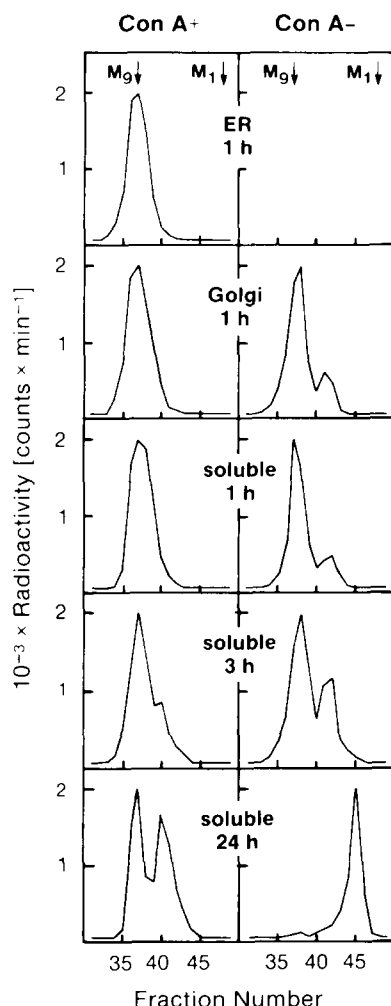 Con A+ Con A−
M₉ M₁ M₉ M₁
2
1
ER
1 h
2
1
Golgi
1 h
2
1
soluble
1 h
2
1
soluble
3 h
2
1
soluble
24 h
35 40 45 35 40 45
Fraction Number
10⁻³ × Radioactivity [counts × min⁻¹]